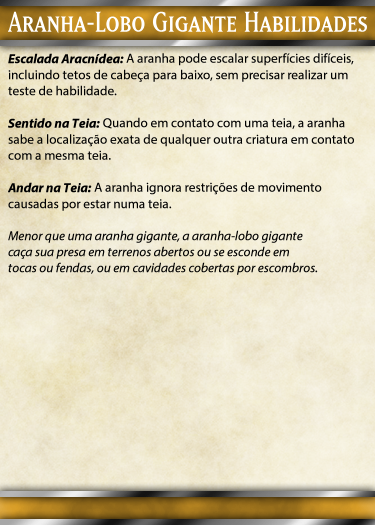 Aranha-Lobo Gigante Habilidades
Escalada Aracnídea: A aranha pode escalar superfícies difíceis,
incluindo tetos de cabeça para baixo, sem precisar realizar um
teste de habilidade.
Sentido na Teia: Quando em contato com uma teia, a aranha
sabe a localização exata de qualquer outra criatura em contato
com a mesma teia.
Andar na Teia: A aranha ignora restrições de movimento
causadas por estar numa teia.
Menor que uma aranha gigante, a aranha-lobo gigante
caça sua presa em terrenos abertos ou se esconde em
tocas ou fendas, ou em cavidades cobertas por escombros.